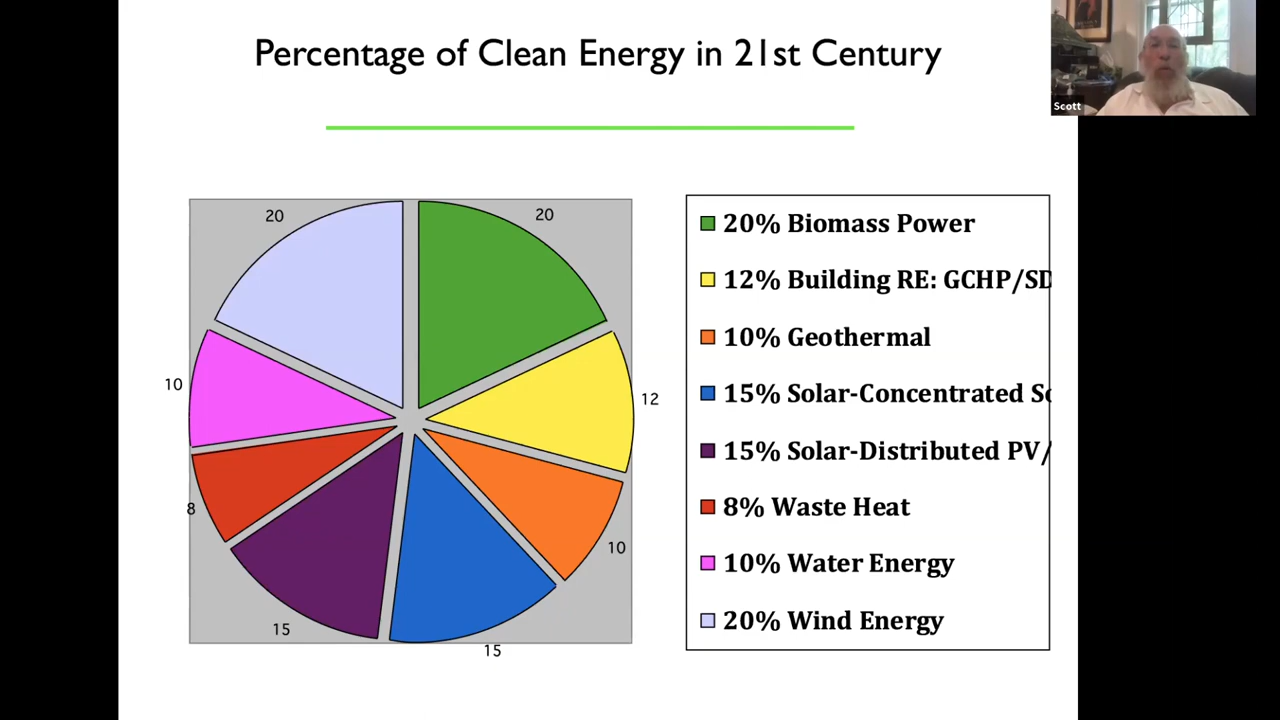 Percentage of Clean Energy in 21st Century
Scott
20
20
12
10
15
15
8
10
20% Biomass Power
12% Building RE: GCHP/SD
10% Geothermal
15% Solar-Concentrated
15% Solar-Distributed PV/
8% Waste Heat
10% Water Energy
20% Wind Energy